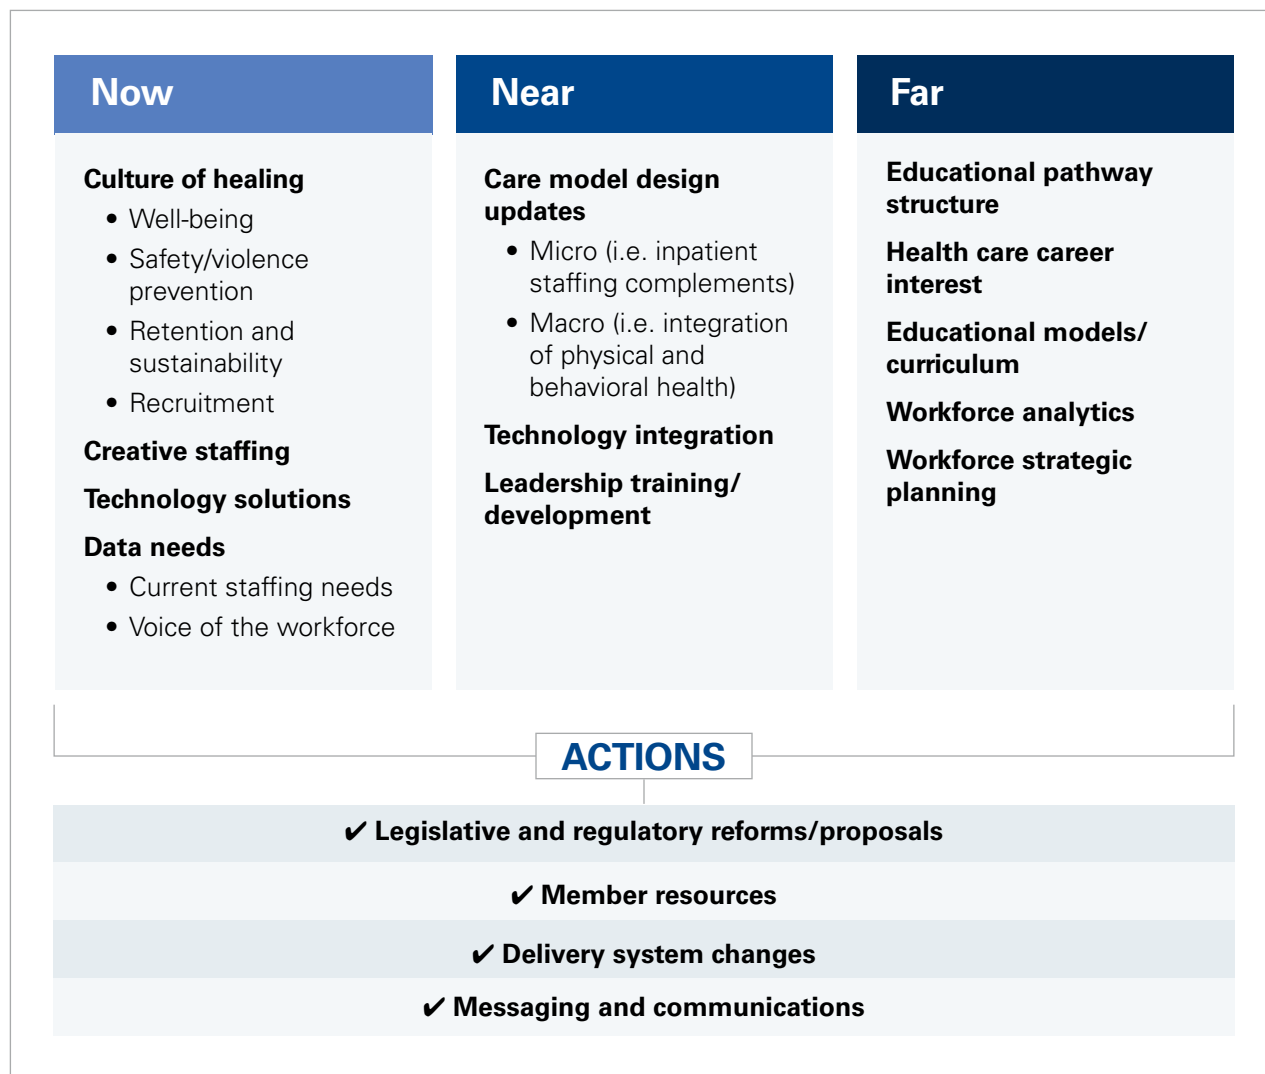 Now
Culture of healing
• Well-being
• Safety/violence
prevention
• Retention and
sustainability
• Recruitment
Creative staffing
Technology solutions
Data needs
• Current staffing needs
• Voice of the workforce
Near
Care model design
updates
• Micro (i.e. inpatient
staffing complements)
• Macro (i.e. integration
of physical and
behavioral health)
Technology integration
Leadership training/
development
Far
Educational pathway
structure
Health care career
interest
Educational models/
curriculum
Workforce analytics
Workforce strategic
planning
ACTIONS
✔ Legislative and regulatory reforms/proposals
✔ Member resources
✔ Delivery system changes
✔ Messaging and communications